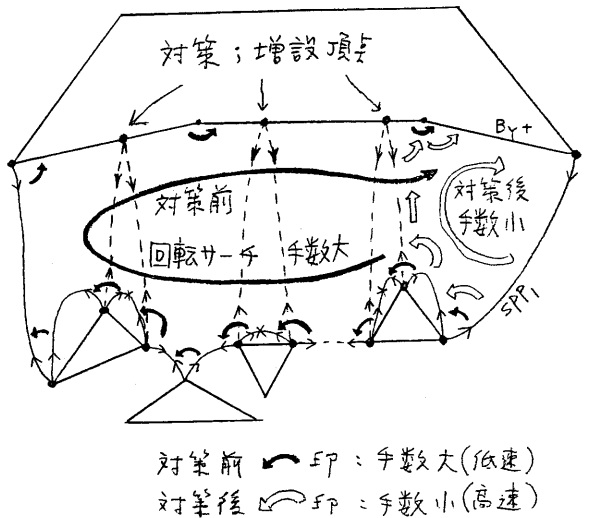 対策；増設頂点
By+
対策前
回転サーチ 手数大
対策後
手数小
SPP1
対策前 印：手数大(低速)
対策後 印：手数小(高速)